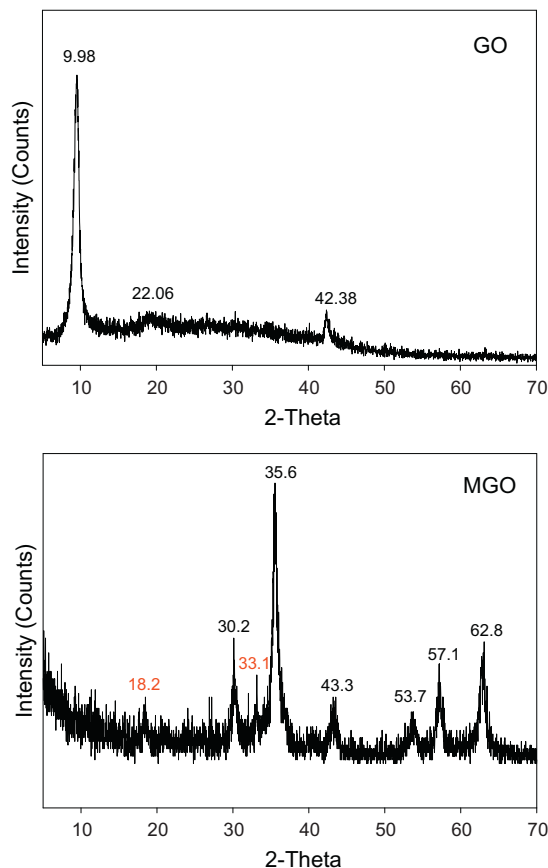 GO
9.98
22.06
42.38
Intensity (Counts)
10 20 30 40 50 60 70
2-Theta
MGO
35.6
30.2
33.1
18.2
43.3
53.7
57.1
62.8
Intensity (Counts)
10 20 30 40 50 60 70
2-Theta